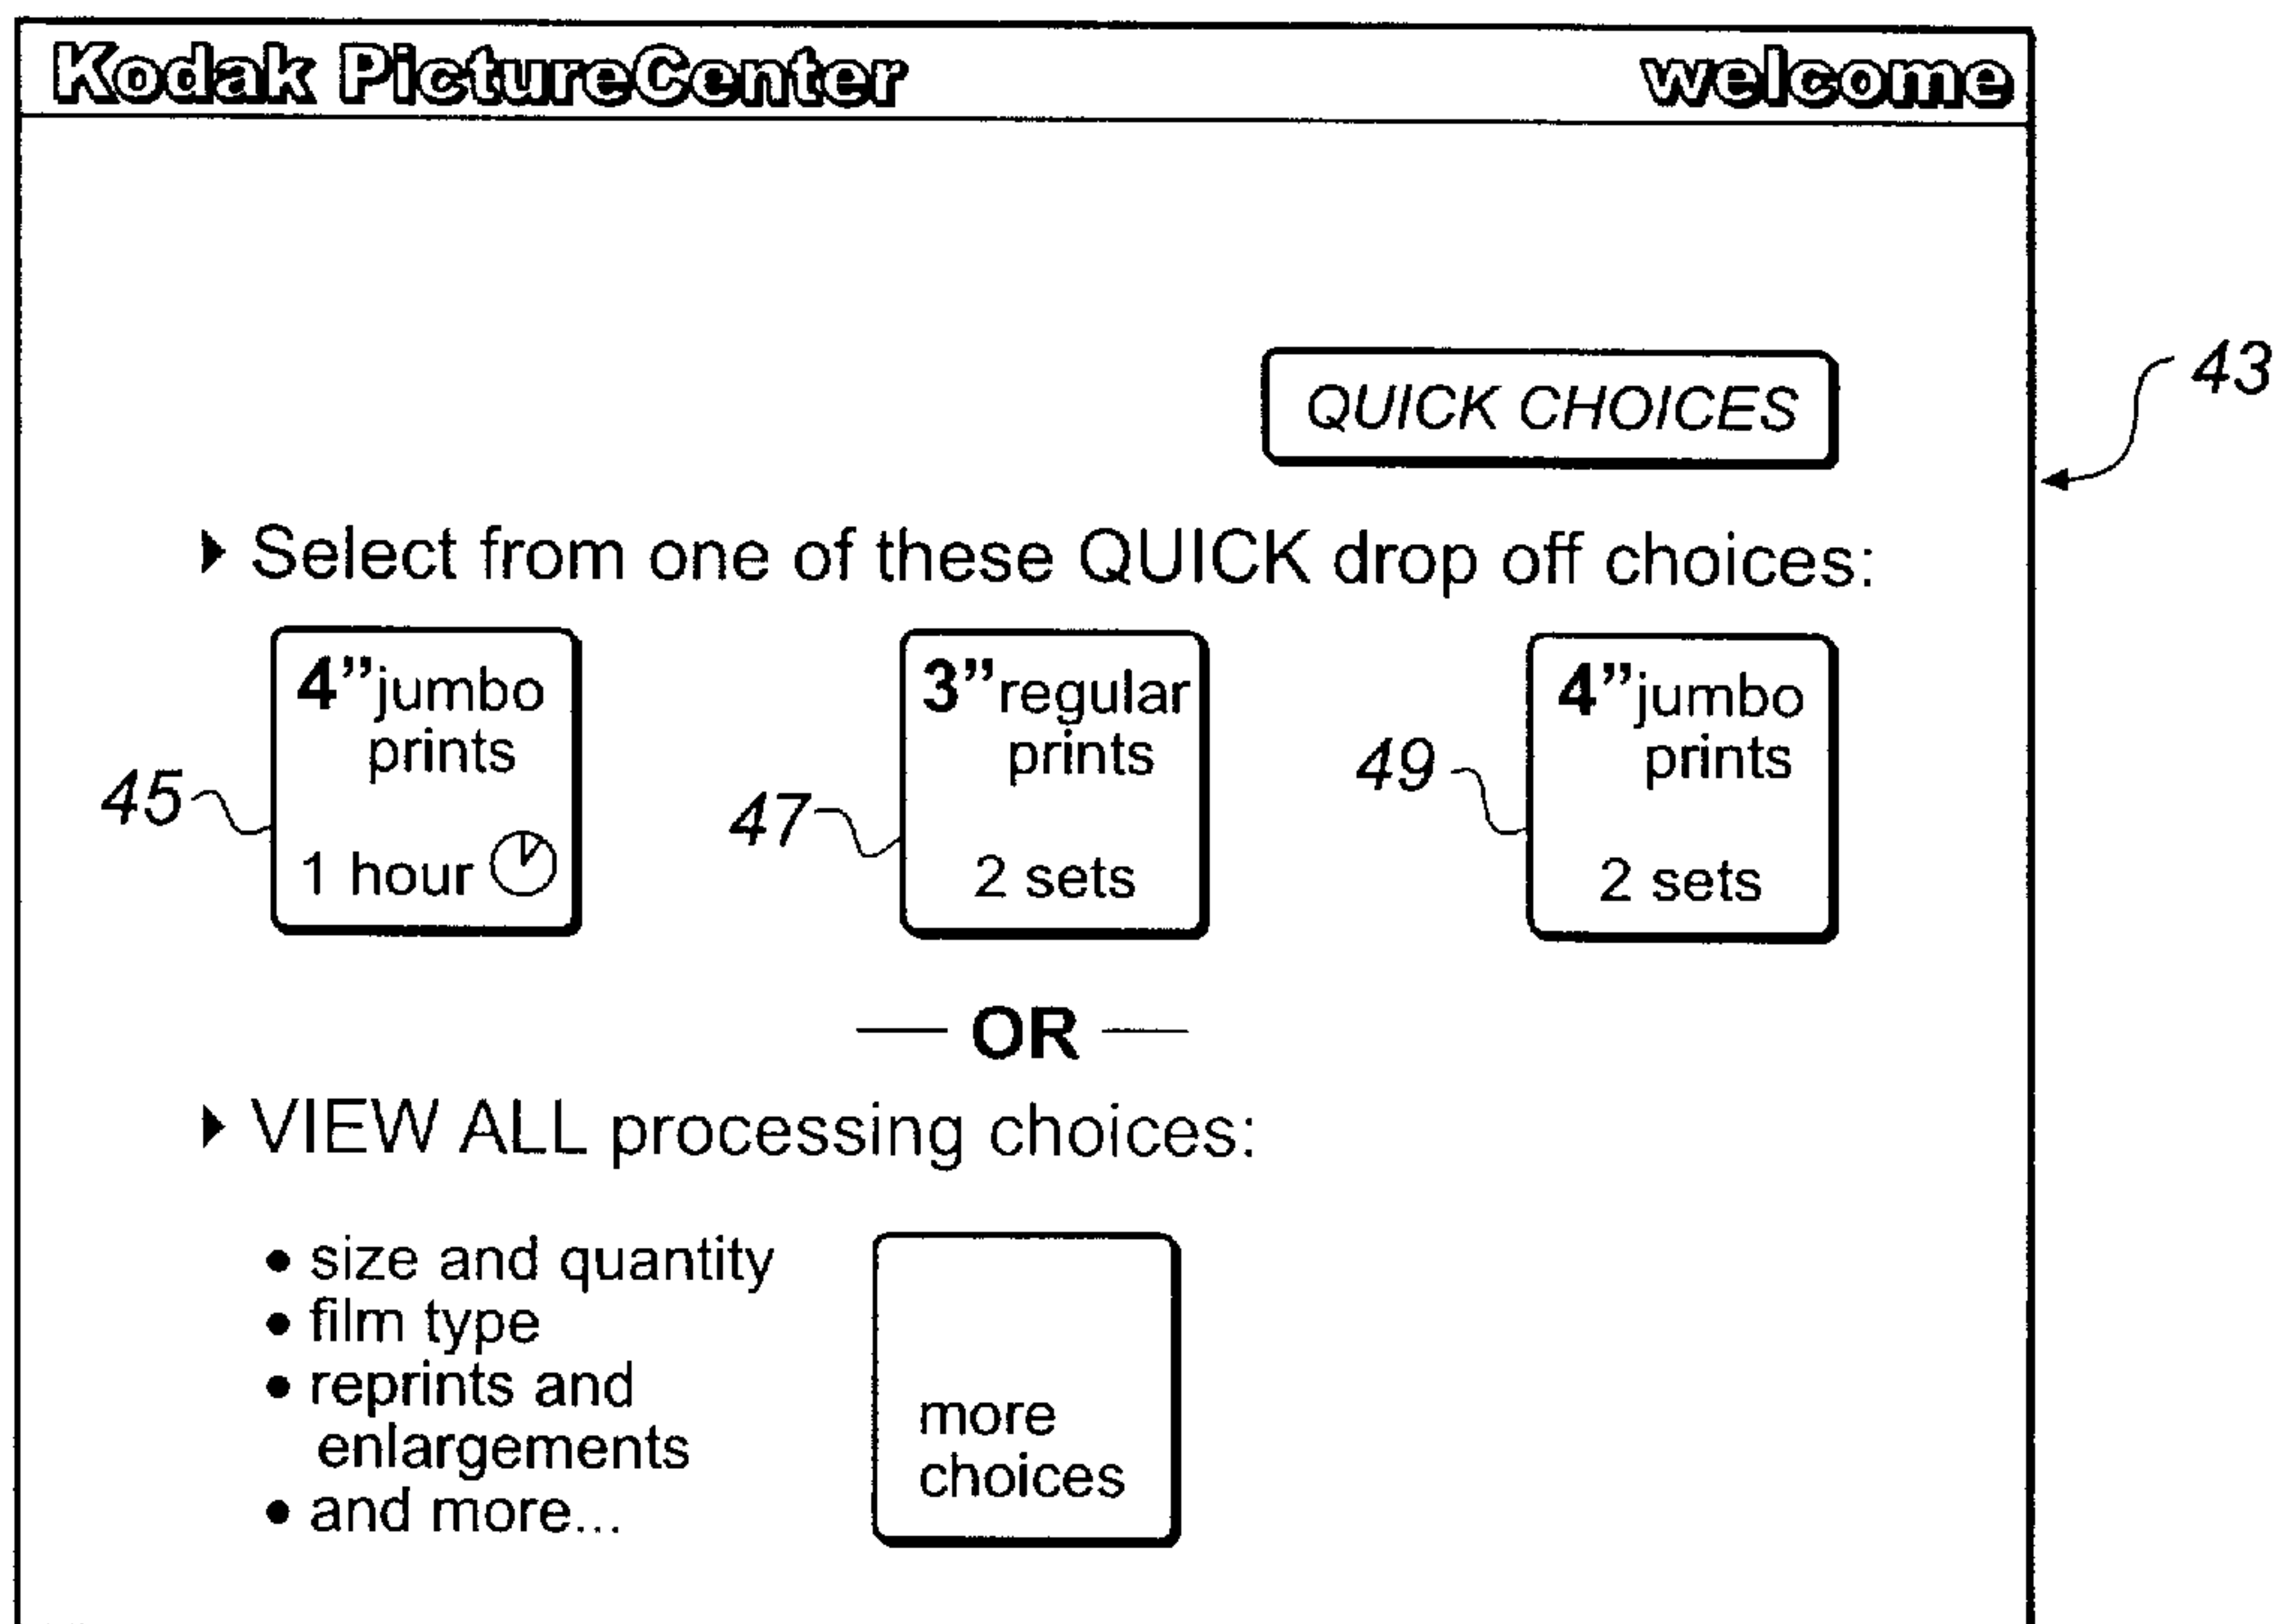 Kodak PictureCenter welcome
QUICK CHOICES
43
▶ Select from one of these QUICK drop off choices:
4”jumbo
prints
1 hour
45
3”regular
prints
2 sets
47
4”jumbo
prints
2 sets
49
— OR —
▶ VIEW ALL processing choices:
• size and quantity
• film type
• reprints and
enlargements
• and more...
more
choices